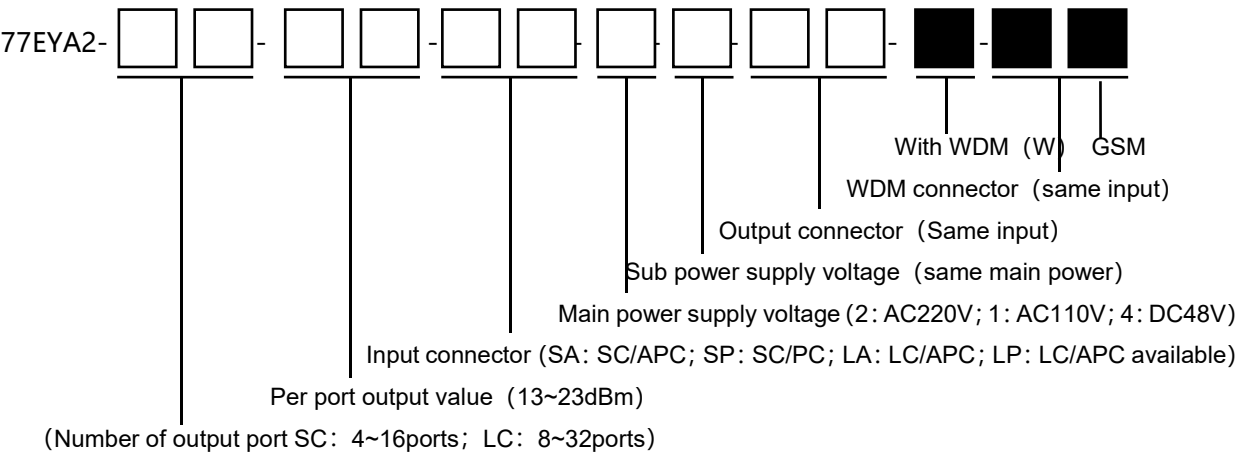 77EYA2- - - - - - - - -
With WDM（W） GSM
WDM connector（same input）
Output connector（Same input）
Sub power supply voltage（same main power）
Main power supply voltage（2：AC220V；1：AC110V；4：DC48V）
Input connector（SA：SC/APC；SP：SC/PC；LA：LC/APC；LP：LC/APC available）
Per port output value（13~23dBm）
（Number of output port SC：4~16ports；LC：8~32ports）